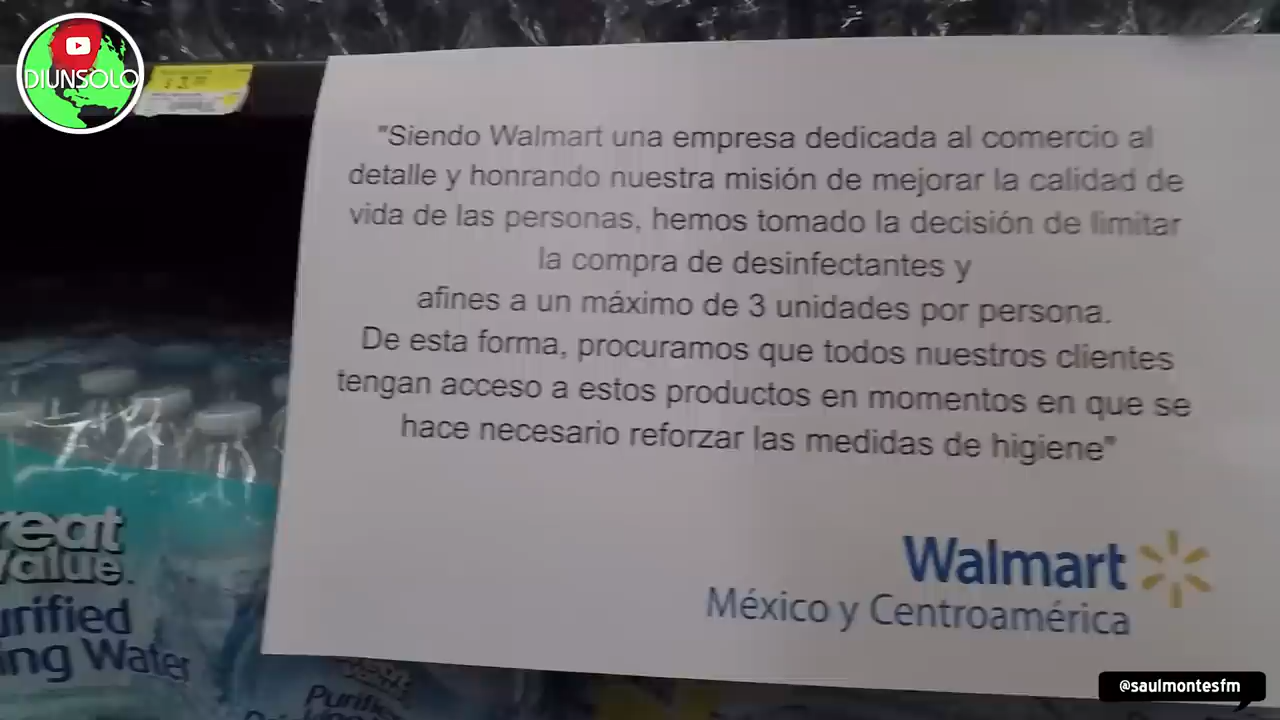 DIUNSOLO
"Siendo Walmart una empresa dedicada al comercio al
detalle y honrando nuestra misión de mejorar la calidad de
vida de las personas, hemos tomado la decisión de limitar
la compra de desinfectantes y
afines a un máximo de 3 unidades por persona.
De esta forma, procuramos que todos nuestros clientes
tengan acceso a estos productos en momentos en que se
hace necesario reforzar las medidas de higiene"
Walmart
México y Centroamérica
reat
Value.
urified
ing Water
Purifi
@saulmontesfm